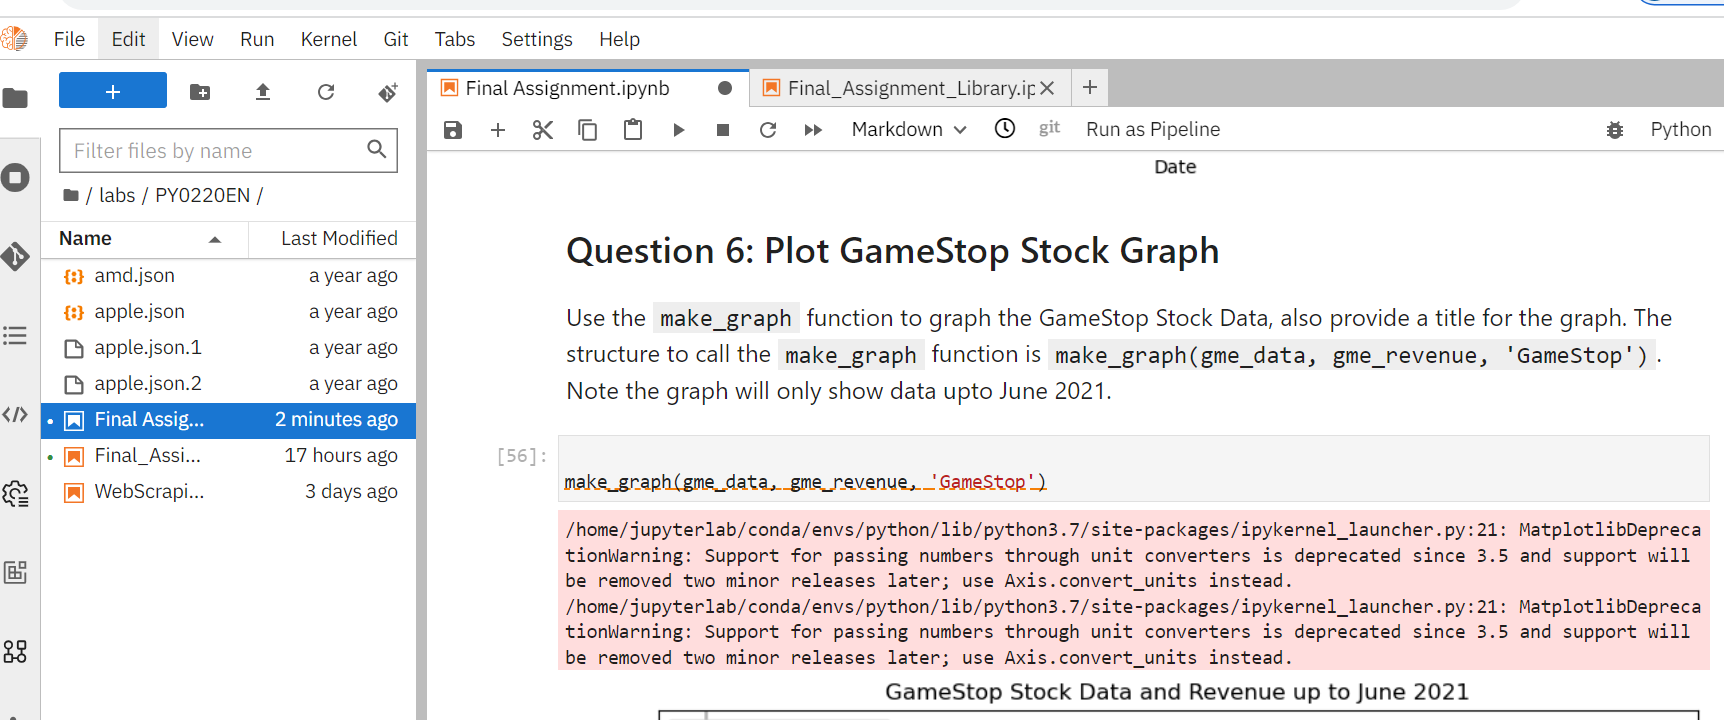 File Edit View Run Kernel Git Tabs Settings Help
+
Final Assignment.ipynb
Final_Assignment_Library.ip
Markdown
git
Run as Pipeline
Python
Filter files by name
/ labs / PY0220EN /
Name Last Modified
amd.json a year ago
apple.json a year ago
apple.json.1 a year ago
apple.json.2 a year ago
Final Assig... 2 minutes ago
Final_Assi... 17 hours ago
WebScrapi... 3 days ago
Date
Question 6: Plot GameStop Stock Graph
Use the make_graph function to graph the GameStop Stock Data, also provide a title for the graph. The
structure to call the make_graph function is make_graph(gme_data, gme_revenue, 'GameStop') .
Note the graph will only show data upto June 2021.
[56]:
make_graph(gme_data, gme_revenue, 'GameStop')
/home/jupyterlab/conda/envs/python/lib/python3.7/site-packages/ipykernel_launcher.py:21: MatplotlibDepreca
tionWarning: Support for passing numbers through unit converters is deprecated since 3.5 and support will
be removed two minor releases later; use Axis.convert_units instead.
/home/jupyterlab/conda/envs/python/lib/python3.7/site-packages/ipykernel_launcher.py:21: MatplotlibDepreca
tionWarning: Support for passing numbers through unit converters is deprecated since 3.5 and support will
be removed two minor releases later; use Axis.convert_units instead.
GameStop Stock Data and Revenue up to June 2021